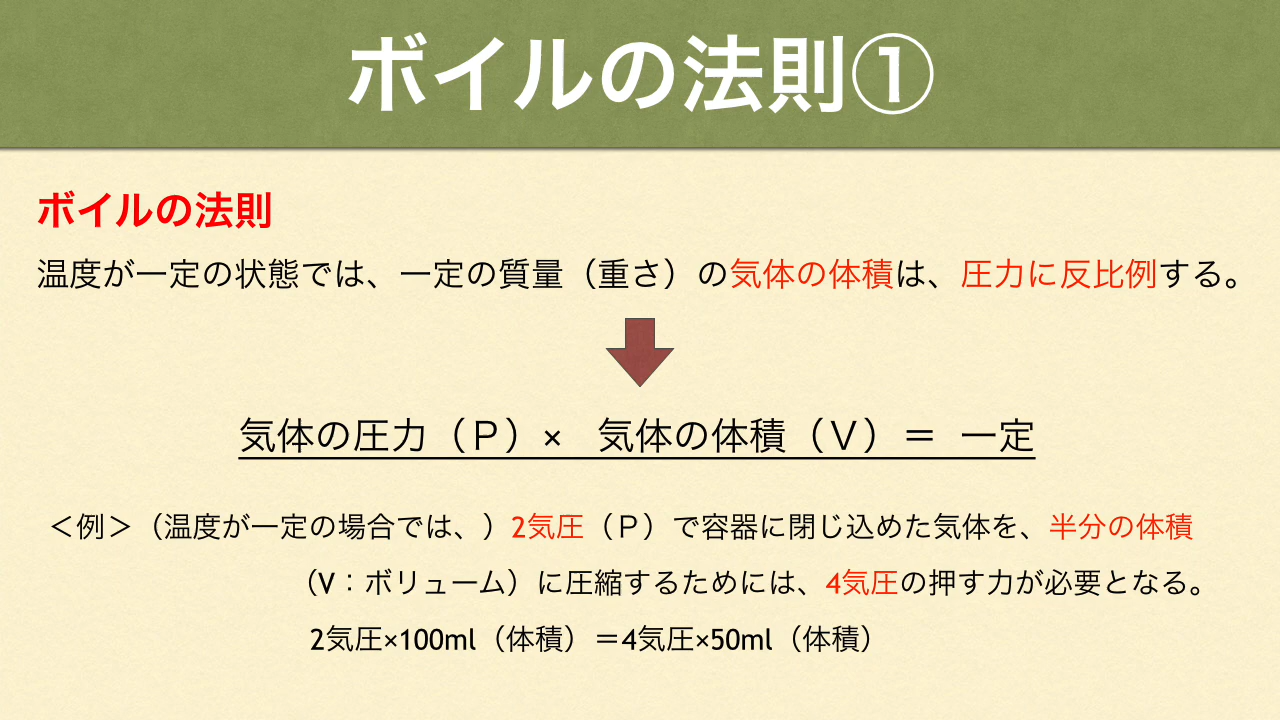 ボイルの法則①
ボイルの法則
温度が一定の状態では、一定の質量（重さ）の気体の体積は、圧力に反比例する。
気体の圧力（Ｐ）× 気体の体積（Ｖ）＝ 一定
＜例＞（温度が一定の場合では、）2気圧（Ｐ）で容器に閉じ込めた気体を、半分の体積
（V：ボリューム）に圧縮するためには、4気圧の押す力が必要となる。
2気圧×100ml（体積）＝4気圧×50ml（体積）